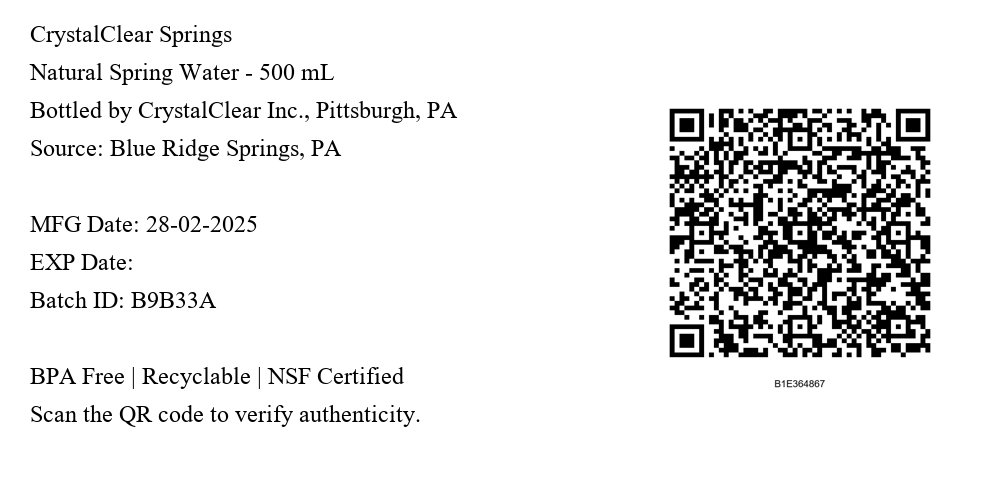 CrystalClear Springs
Natural Spring Water - 500 mL
Bottled by CrystalClear Inc., Pittsburgh, PA
Source: Blue Ridge Springs, PA
MFG Date: 28-02-2025
EXP Date:
Batch ID: B9B33A
BPA Free | Recyclable | NSF Certified
Scan the QR code to verify authenticity.
B1E364867